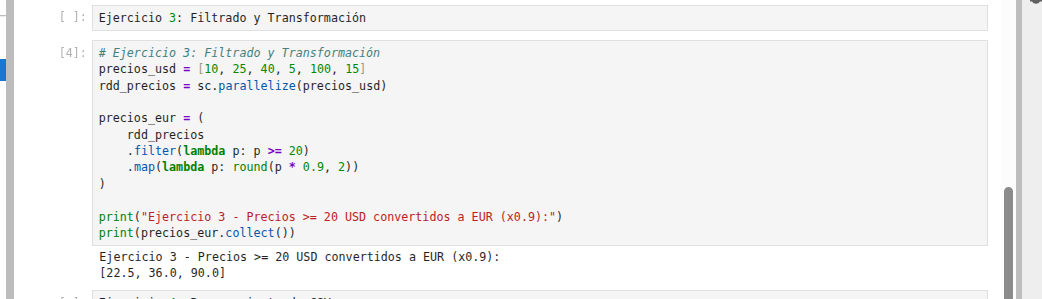 [ ]: Ejercicio 3: Filtrado y Transformación
[4]: # Ejercicio 3: Filtrado y Transformación
precios_usd = [10, 25, 40, 5, 100, 15]
rdd_precios = sc.parallelize(precios_usd)
precios_eur = (
    rdd_precios
    .filter(lambda p: p >= 20)
    .map(lambda p: round(p * 0.9, 2))
)
print("Ejercicio 3 - Precios >= 20 USD convertidos a EUR (x0.9):")
print(precios_eur.collect())
Ejercicio 3 - Precios >= 20 USD convertidos a EUR (x0.9):
[22.5, 36.0, 90.0]